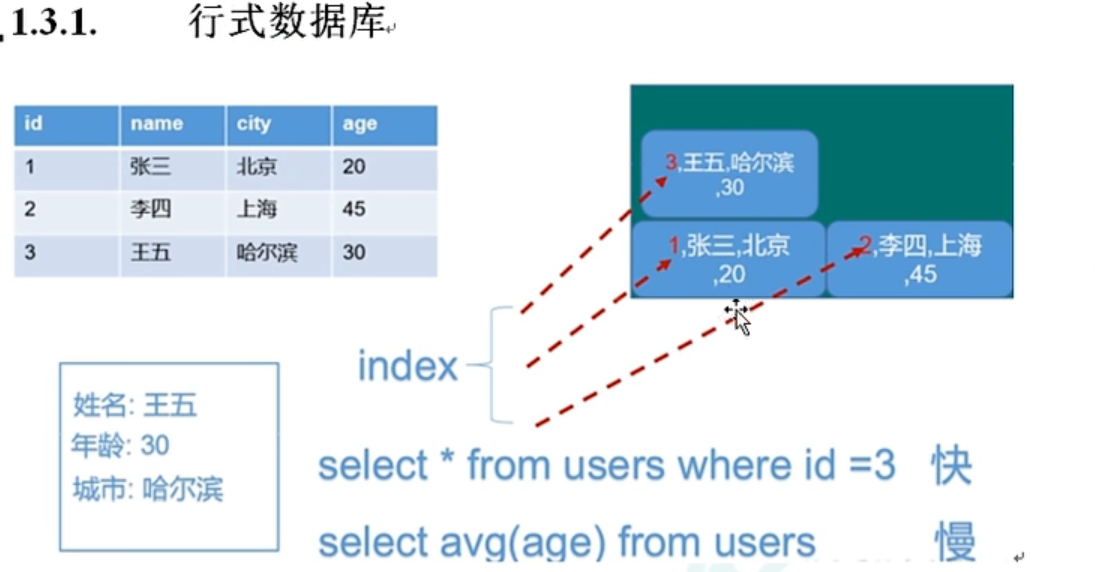 1.3.1. 行式数据库
id name city age
1 张三 北京 20
2 李四 上海 45
3 王五 哈尔滨 30
3,王五,哈尔滨
,30
1,张三,北京
,20
2,李四,上海
,45
index
姓名: 王五
年龄: 30
城市: 哈尔滨
select * from users where id =3 快
select avg(age) from users 慢